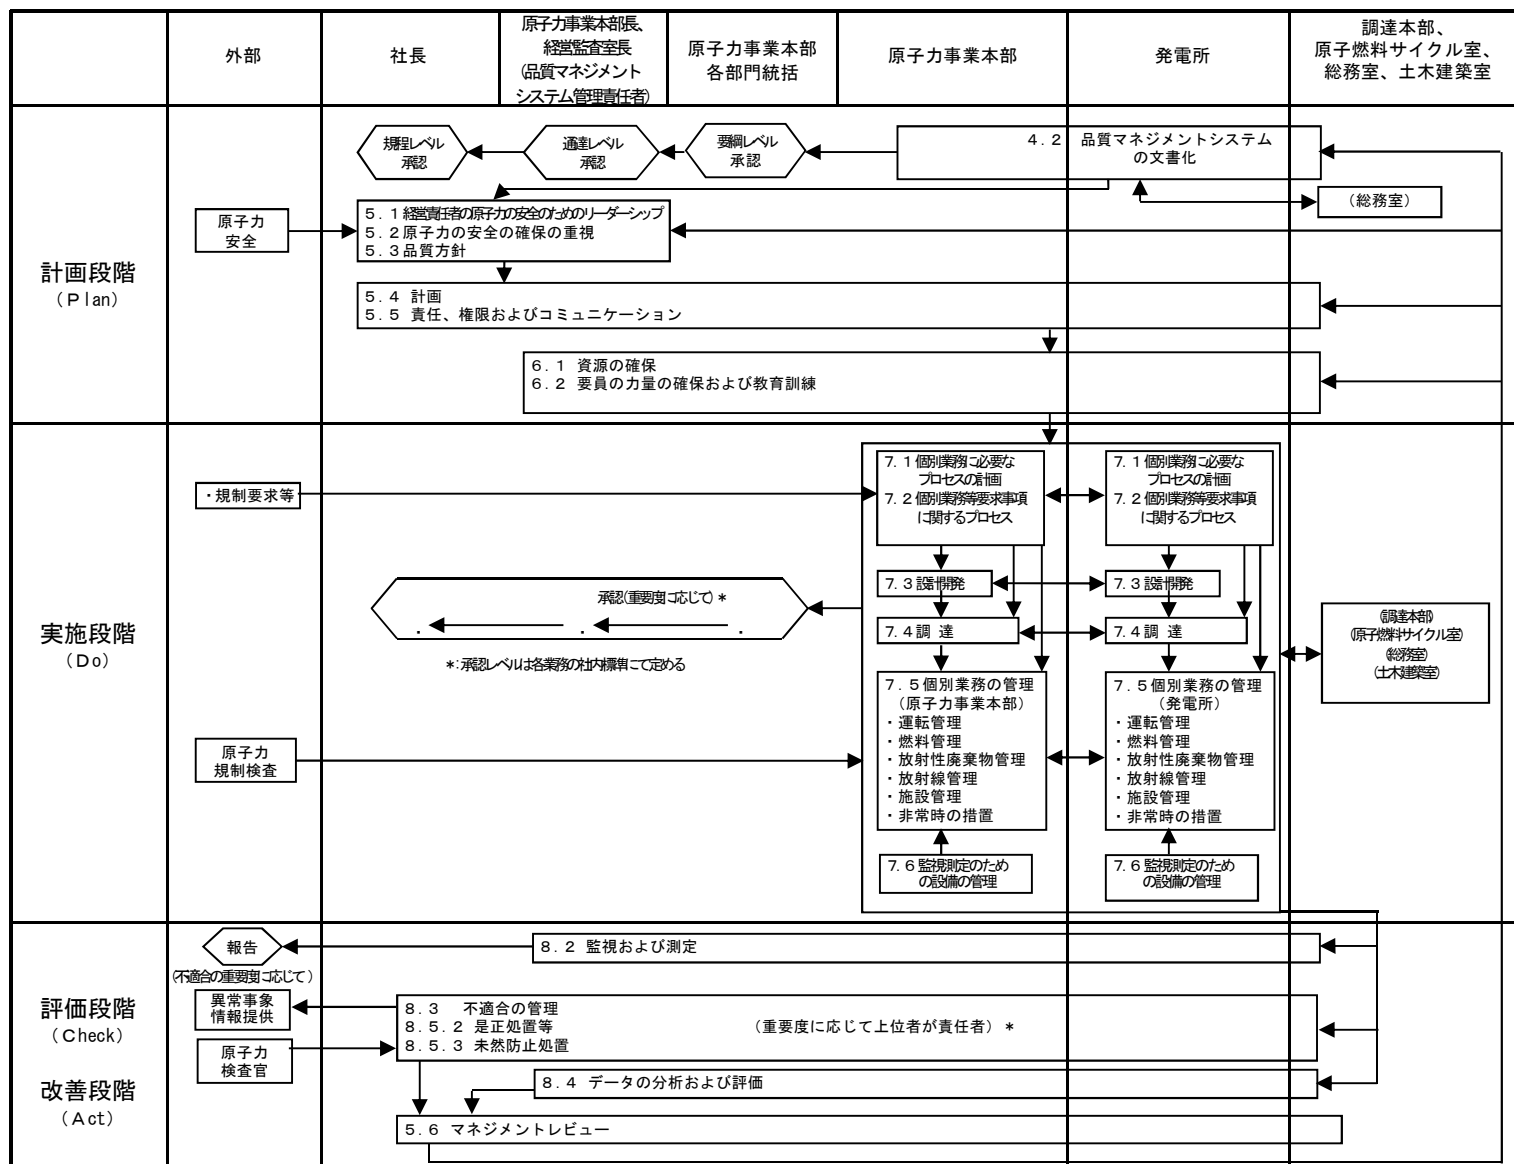 外部
社長
原子力事業本部長、
経営監査室長
(品質マネジメント
システム管理責任者)
原子力事業本部
各部門統括
原子力事業本部
発電所
調達本部、
原子燃料サイクル室、
総務室、土木建築室
計画段階
(Plan)
規程レベル
承認
通達レベル
承認
要綱レベル
承認
4.2 品質マネジメントシステム
の文書化
(総務室)
原子力
安全
5.1経営責任者の原子力の安全のためのリーダーシップ
5.2原子力の安全の確保の重視
5.3品質方針
5.4 計画
5.5 責任、権限およびコミュニケーション
6.1 資源の確保
6.2 要員の力量の確保および教育訓練
実施段階
(Do)
・規制要求等
7.1個別業務に必要な
プロセスの計画
7.2個別業務等要求事項
に関するプロセス
7.1個別業務に必要な
プロセスの計画
7.2個別業務等要求事項
に関するプロセス
7.3設計開発
7.3設計開発
承認(重要度に応じて)*
. . .
*:承認レベルは各業務の社内標準にて定める
7.4調 達
7.4調 達
(調達本部)
(原子燃料サイクル室)
(総務室)
(土木建築室)
原子力
規制検査
7.5個別業務の管理
(原子力事業本部)
・運転管理
・燃料管理
・放射性廃棄物管理
・放射線管理
・施設管理
・非常時の措置
7.5個別業務の管理
(発電所)
・運転管理
・燃料管理
・放射性廃棄物管理
・放射線管理
・施設管理
・非常時の措置
7.6監視測定のため
の設備の管理
7.6監視測定のため
の設備の管理
評価段階
(Check)
改善段階
(Act)
報告
(不適合の重要度に応じて)
8.2 監視および測定
異常事象
情報提供
8.3 不適合の管理
8.5.2 是正処置等 (重要度に応じて上位者が責任者)*
8.5.3 未然防止処置
原子力
検査官
8.4 データの分析および評価
5.6 マネジメントレビュー